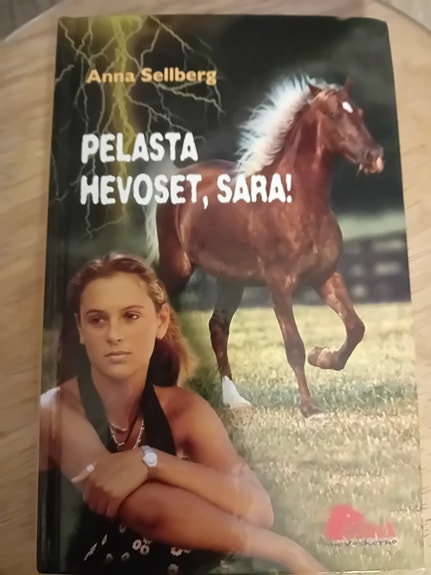 Anna Sellberg
PELASTA
HEVOSET, SARA!